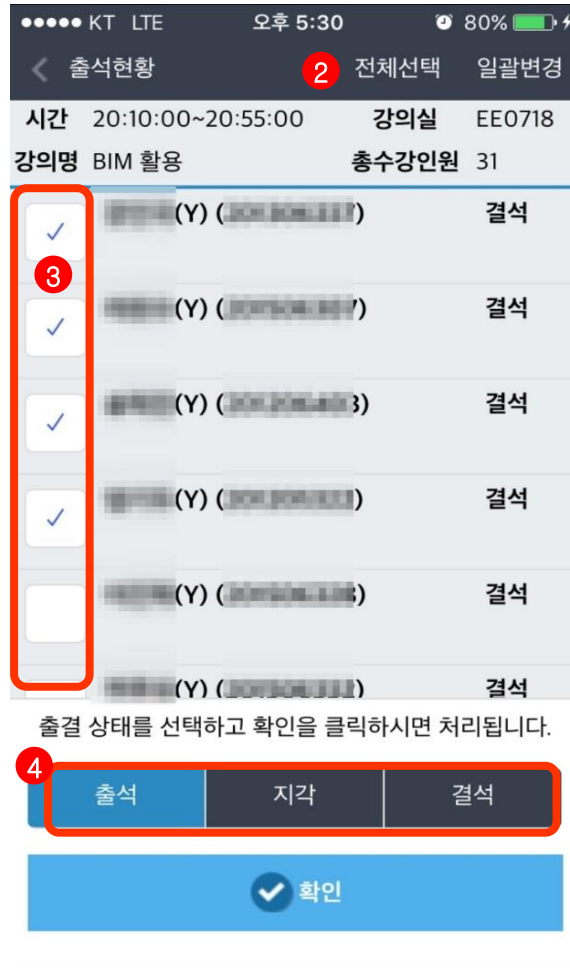 KT LTE 오후 5:30 80%
출석현황 2 전체선택 일괄변경
시간 20:10:00~20:55:00 강의실 EE0718
강의명 BIM 활용 총수강인원 31
(Y) ( ) 결석
3
(Y) ( ) 결석
(Y) ( ) 결석
(Y) ( ) 결석
(Y) ( ) 결석
(Y) ( ) 결석
출결 상태를 선택하고 확인을 클릭하시면 처리됩니다.
4
출석 지각 결석
확인